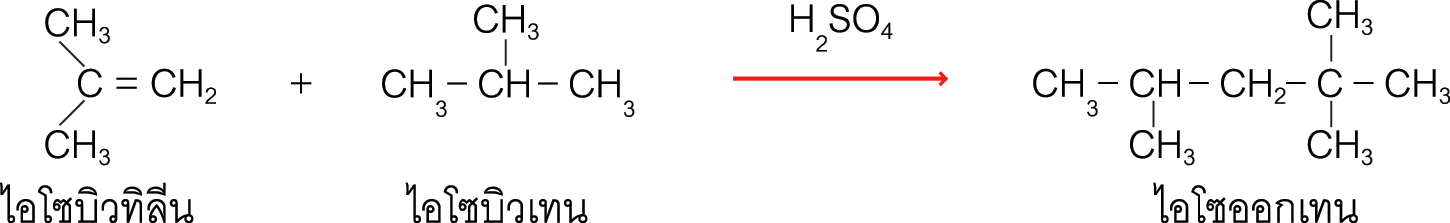 CH₃ CH₃ H₂SO₄ CH₃
C = CH₂ + CH₃ – CH – CH₃ CH₃ – CH – CH₂ – C – CH₃
CH₃ CH₃ CH₃
ไอโซบิวทิลีน ไอโซบิวเทน ไอโซออกเทน